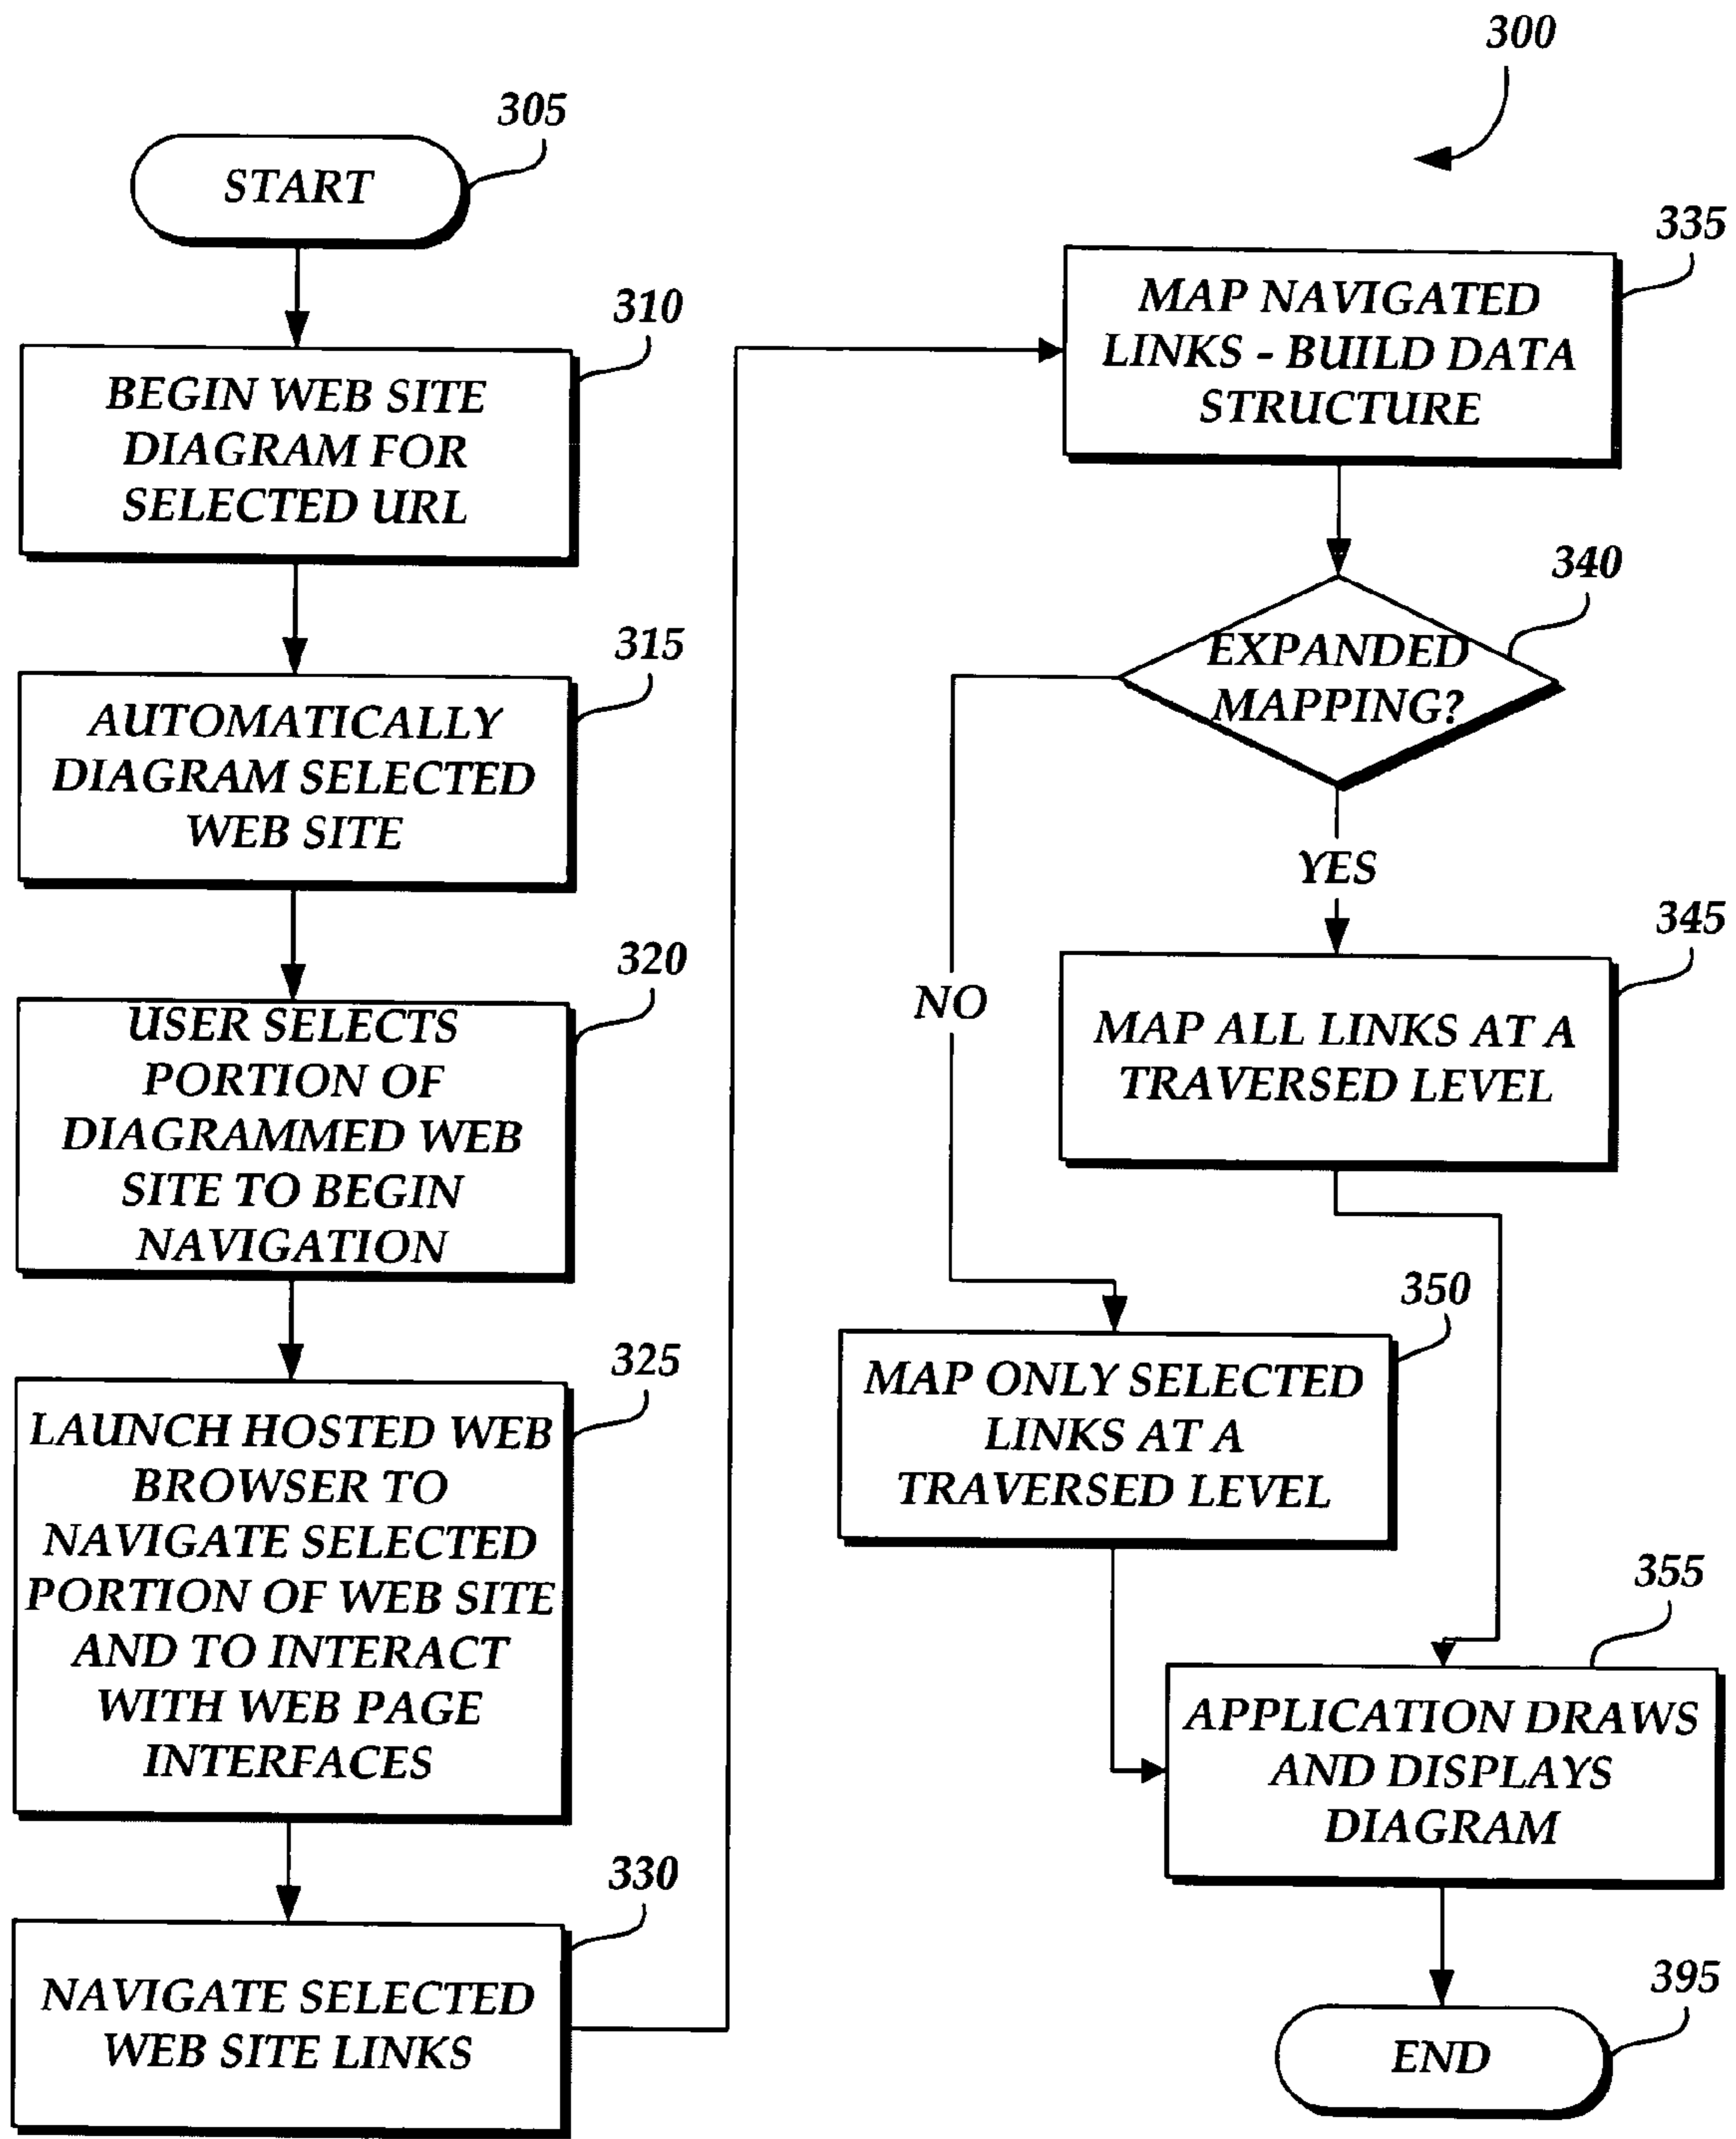 300
305
START
310
BEGIN WEB SITE
DIAGRAM FOR
SELECTED URL
315
AUTOMATICALLY
DIAGRAM SELECTED
WEB SITE
320
USER SELECTS
PORTION OF
DIAGRAMMED WEB
SITE TO BEGIN
NAVIGATION
325
LAUNCH HOSTED WEB
BROWSER TO
NAVIGATE SELECTED
PORTION OF WEB SITE
AND TO INTERACT
WITH WEB PAGE
INTERFACES
330
NAVIGATE SELECTED
WEB SITE LINKS
335
MAP NAVIGATED
LINKS - BUILD DATA
STRUCTURE
340
EXPANDED
MAPPING?
YES
NO
345
MAP ALL LINKS AT A
TRAVERSED LEVEL
350
MAP ONLY SELECTED
LINKS AT A
TRAVERSED LEVEL
355
APPLICATION DRAWS
AND DISPLAYS
DIAGRAM
395
END